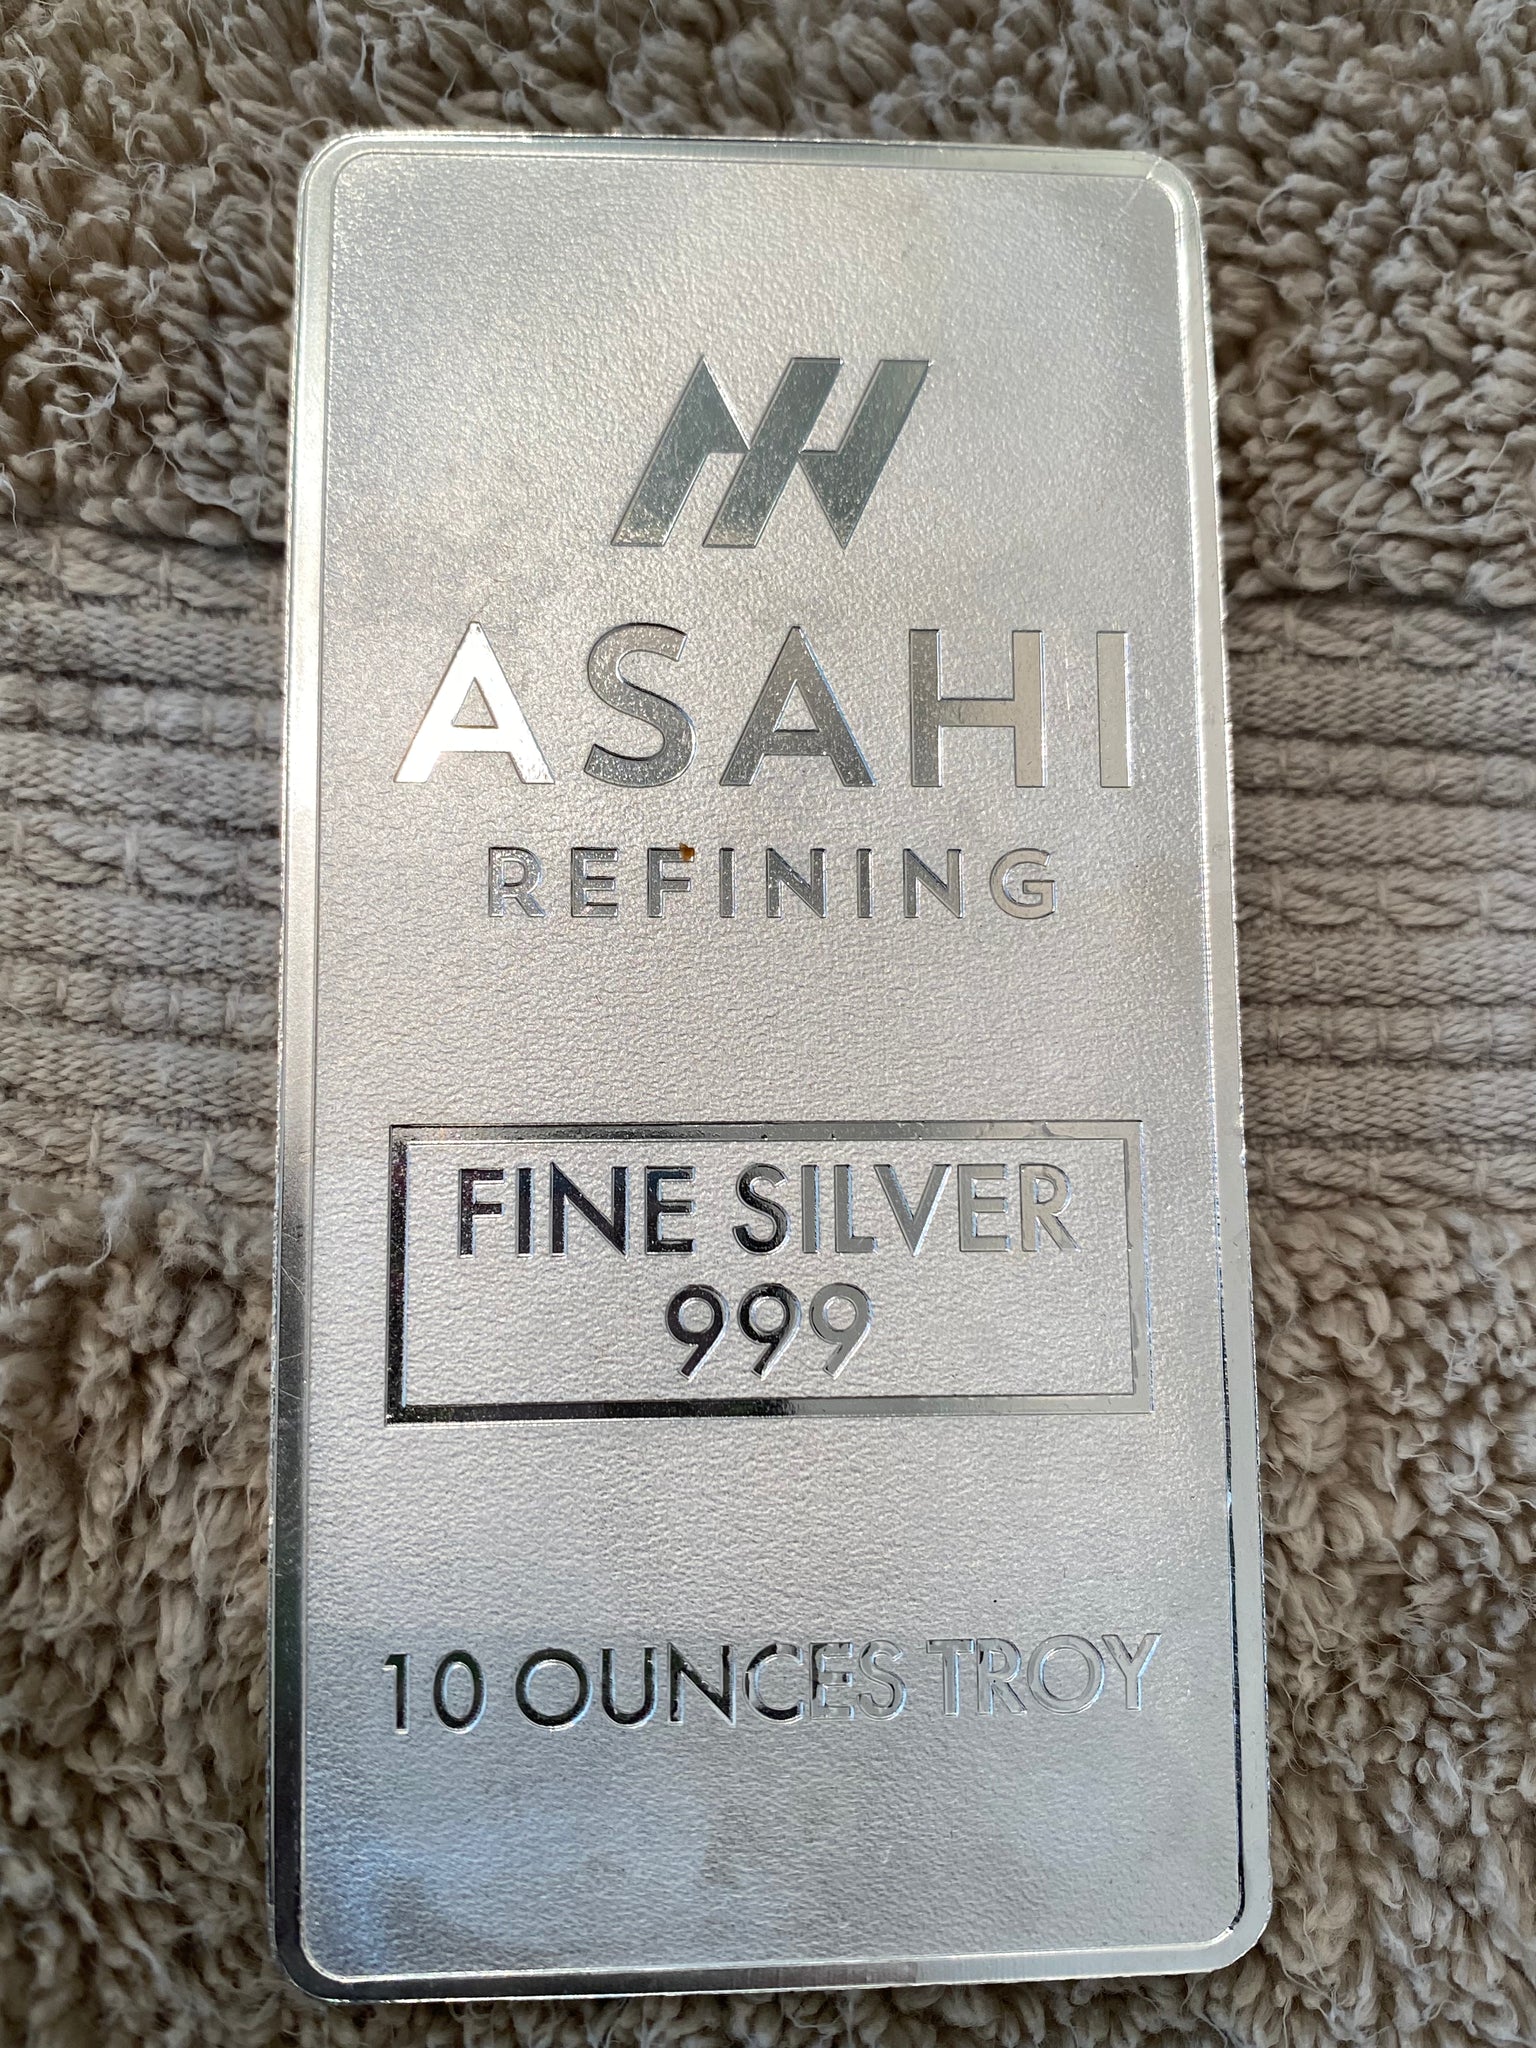 ASAHI
REFINING
FINE SILVER
999
10 OUNCES TROY